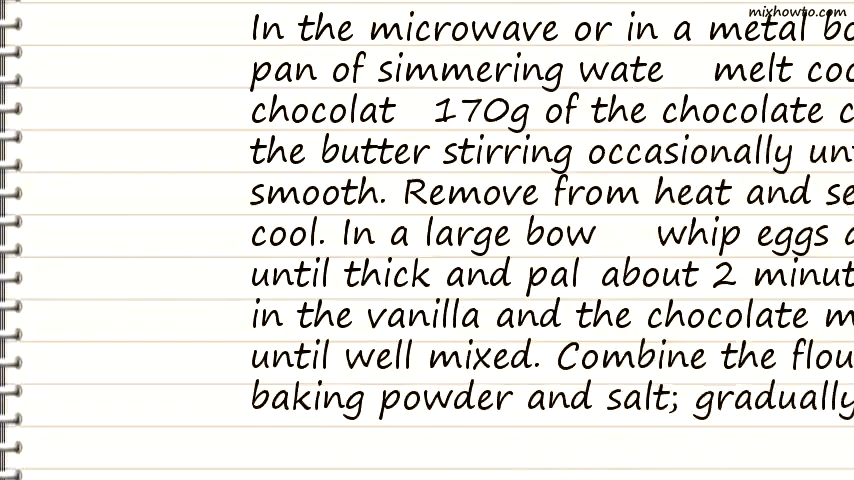 mixhowto.com
In the microwave or in a metal bo
pan of simmering wate melt coo
chocolat 170g of the chocolate c
the butter stirring occasionally unt
smooth. Remove from heat and se
cool. In a large bow whip eggs a
until thick and pal about 2 minut
in the vanilla and the chocolate m
until well mixed. Combine the flou
baking powder and salt; gradually